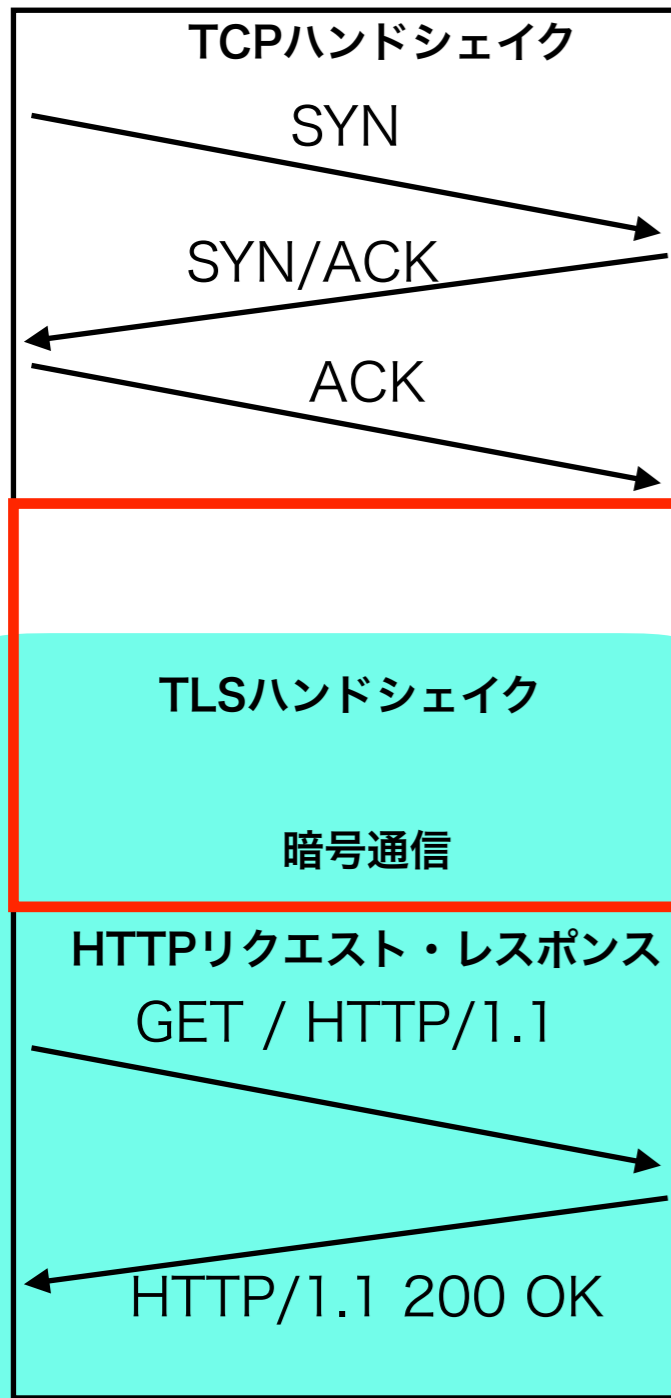 TCPハンドシェイク
SYN
SYN/ACK
ACK
TLSハンドシェイク
暗号通信
HTTPリクエスト・レスポンス
GET / HTTP/1.1
HTTP/1.1 200 OK